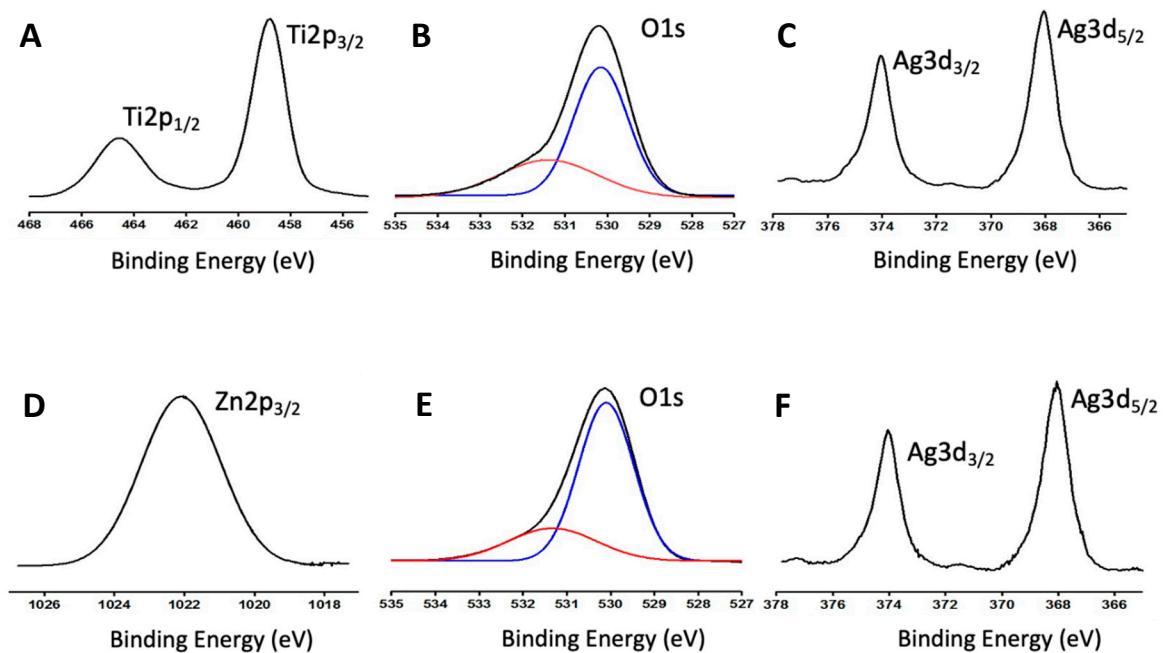 A
Ti2p1/2
Ti2p3/2
468 466 464 462 460 458 456
Binding Energy (eV)
B
O1s
535 534 533 532 531 530 529 528 527
Binding Energy (eV)
C
Ag3d3/2
Ag3d5/2
378 376 374 372 370 368 366
Binding Energy (eV)
D
Zn2p3/2
1026 1024 1022 1020 1018
Binding Energy (eV)
E
O1s
535 534 533 532 531 530 529 528 527
Binding Energy (eV)
F
Ag3d3/2
Ag3d5/2
378 376 374 372 370 368 366
Binding Energy (eV)